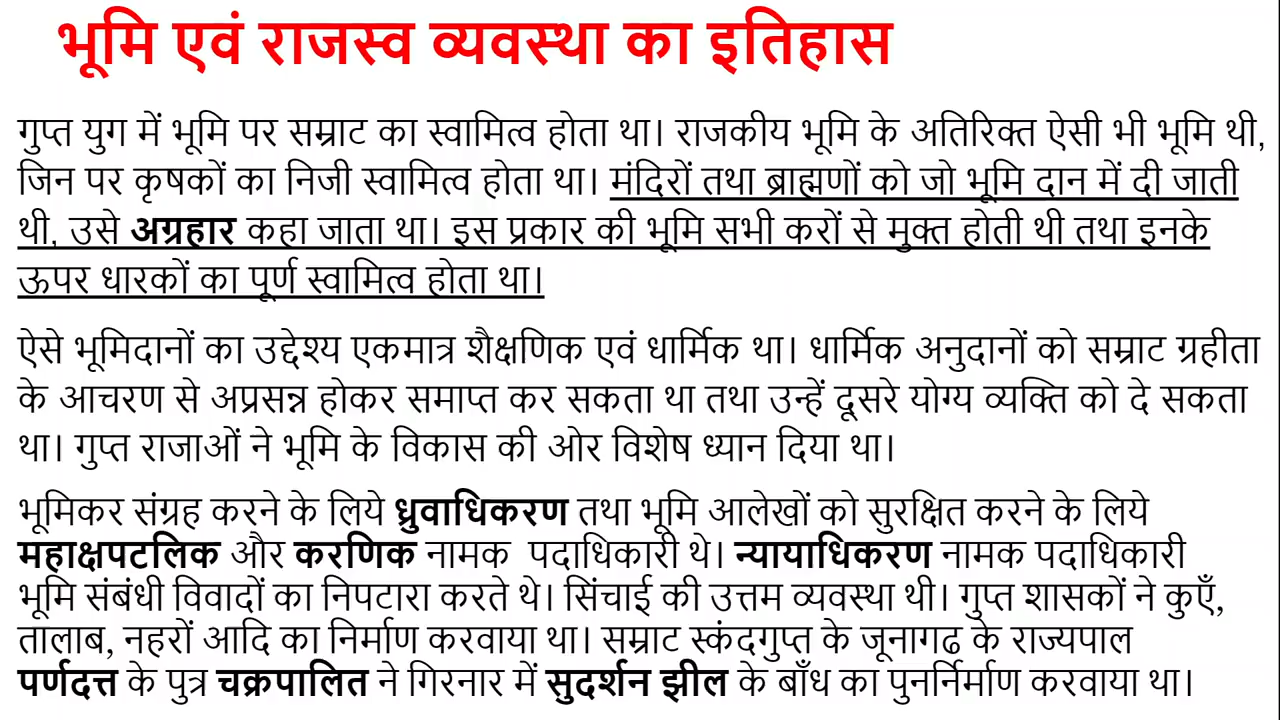 भूमि एवं राजस्व व्यवस्था का इतिहास
गुप्त युग में भूमि पर सम्राट का स्वामित्व होता था। राजकीय भूमि के अतिरिक्त ऐसी भी भूमि थी,
जिन पर कृषकों का निजी स्वामित्व होता था। मंदिरों तथा ब्राह्मणों को जो भूमि दान में दी जाती
थी, उसे अग्रहार कहा जाता था। इस प्रकार की भूमि सभी करों से मुक्त होती थी तथा इनके
ऊपर धारकों का पूर्ण स्वामित्व होता था।
ऐसे भूमिदानों का उद्देश्य एकमात्र शैक्षणिक एवं धार्मिक था। धार्मिक अनुदानों को सम्राट ग्रहीता
के आचरण से अप्रसन्न होकर समाप्त कर सकता था तथा उन्हें दूसरे योग्य व्यक्ति को दे सकता
था। गुप्त राजाओं ने भूमि के विकास की ओर विशेष ध्यान दिया था।
भूमिकर संग्रह करने के लिये ध्रुवाधिकरण तथा भूमि आलेखों को सुरक्षित करने के लिये
महाक्षपटलिक और करणिक नामक पदाधिकारी थे। न्यायाधिकरण नामक पदाधिकारी
भूमि संबंधी विवादों का निपटारा करते थे। सिंचाई की उत्तम व्यवस्था थी। गुप्त शासकों ने कुएँ,
तालाब, नहरों आदि का निर्माण करवाया था। सम्राट स्कंदगुप्त के जूनागढ के राज्यपाल
पर्णदत्त के पुत्र चक्रपालित ने गिरनार में सुदर्शन झील के बाँध का पुनर्निर्माण करवाया था।